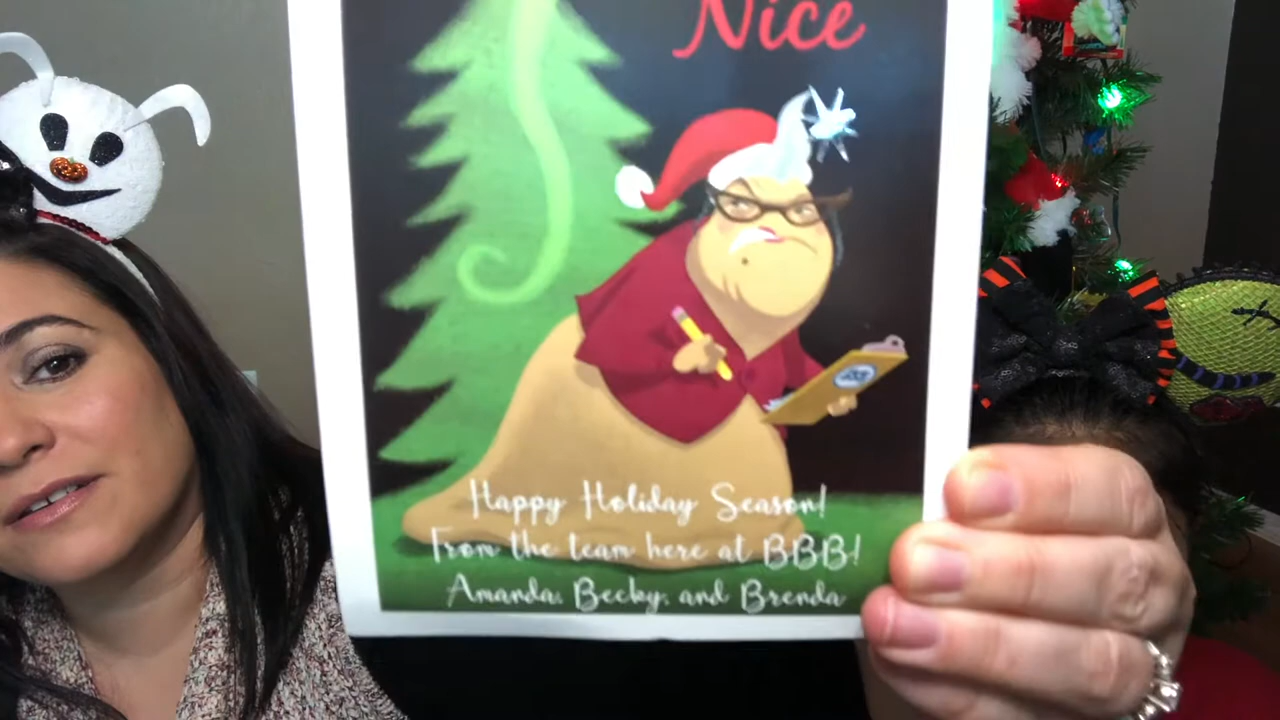 Nice
Happy Holiday Season!
From the team here at BBB!
Amanda, Becky, and Brenda